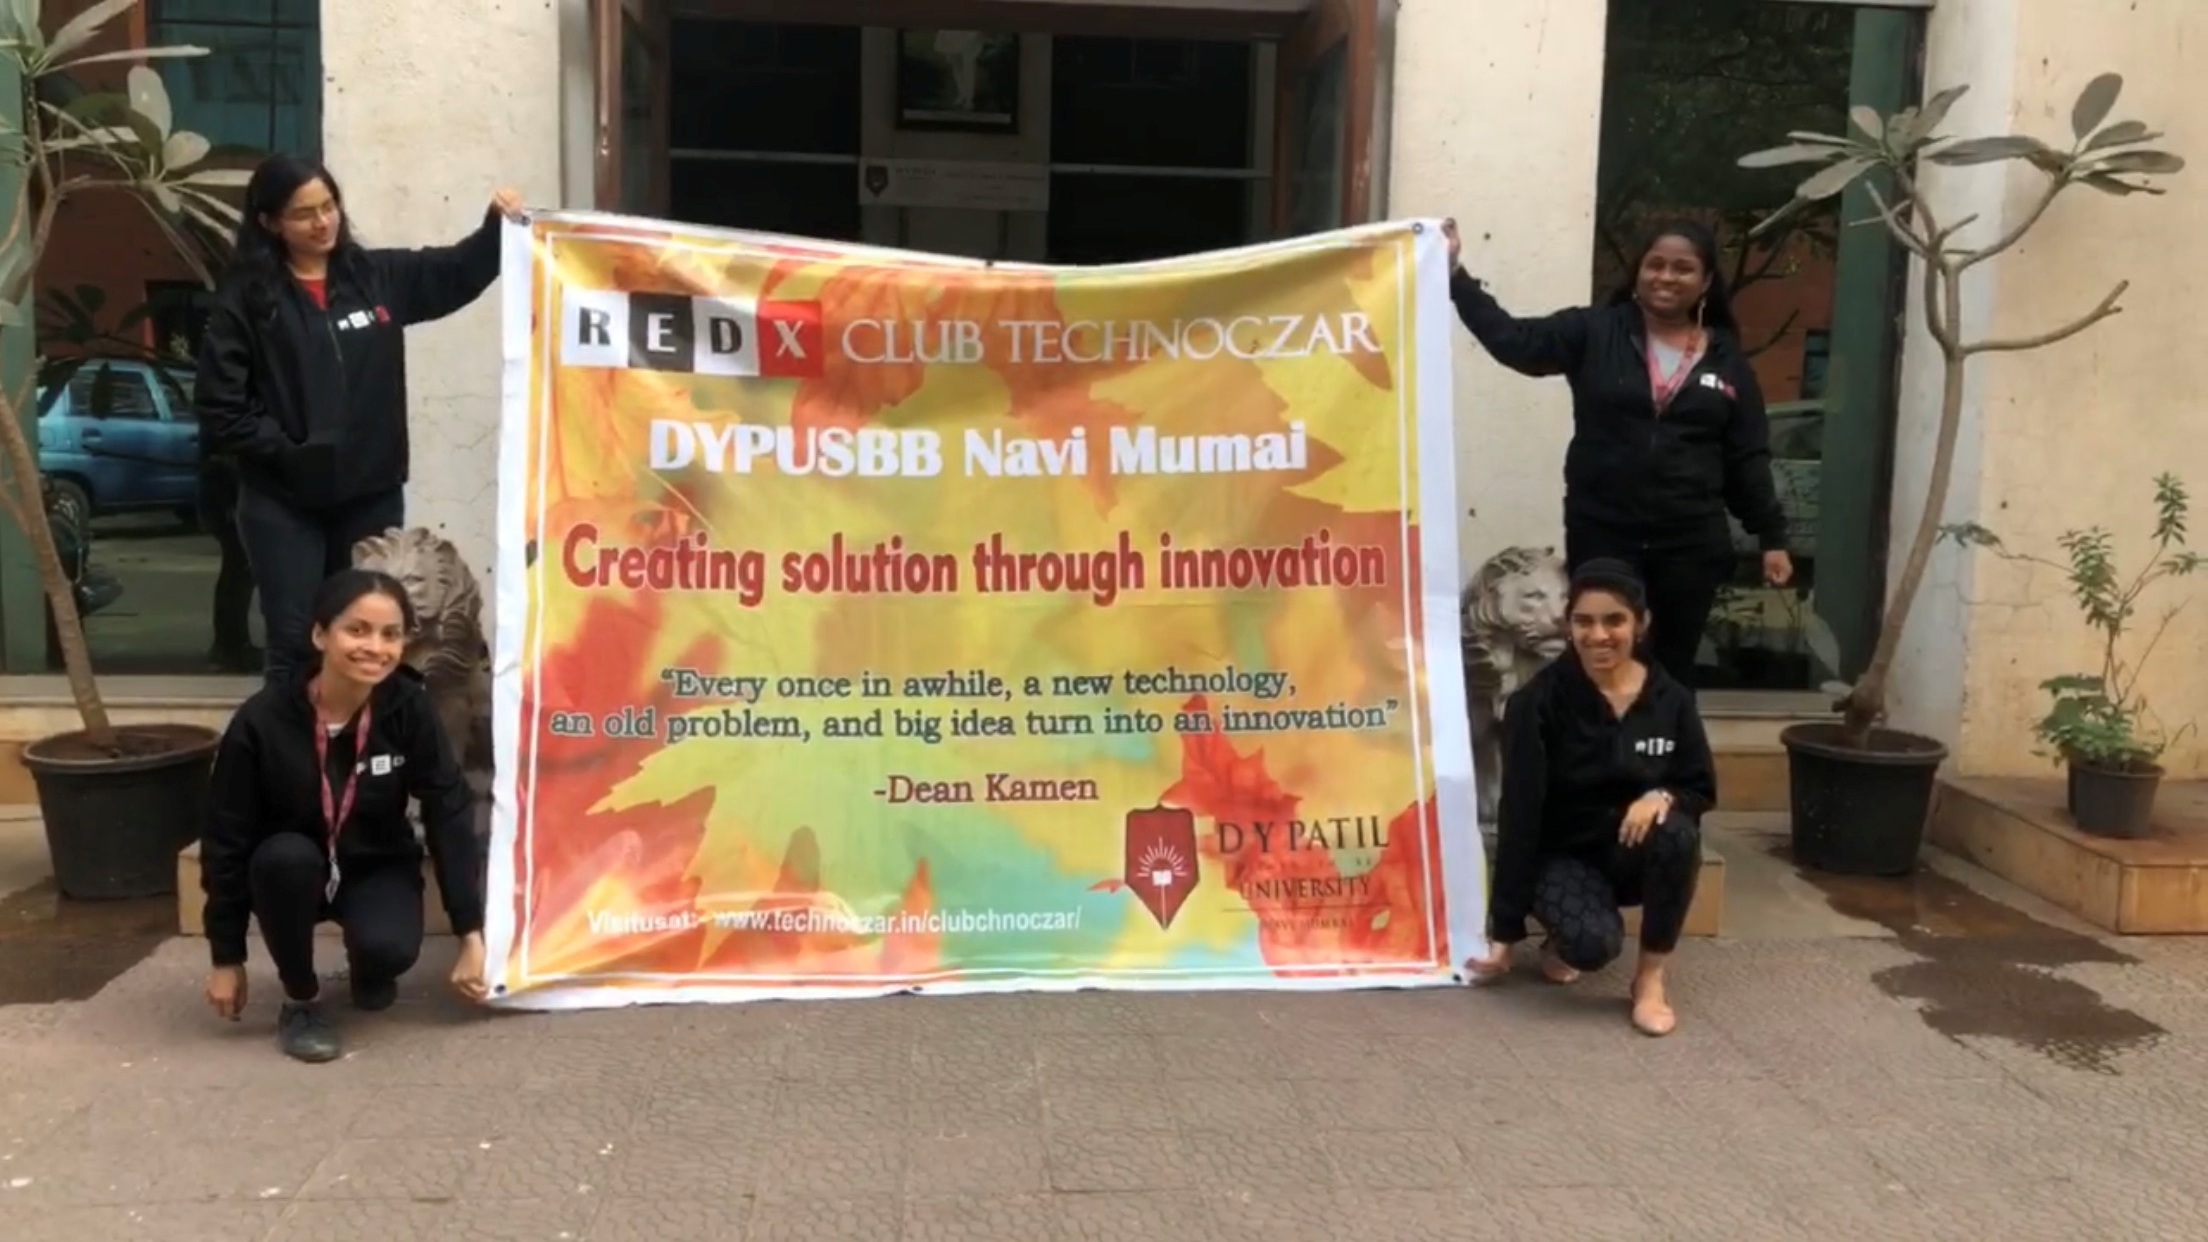 REDX CLUB TECHNOCZAR
DYPUSBB Navi Mumai
Creating solution through innovation
“Every once in awhile, a new technology,
an old problem, and big idea turn into an innovation”
-Dean Kamen
D Y PATIL
UNIVERSITY
Visitusat:- www.technoczar.in/clubchnoczar/